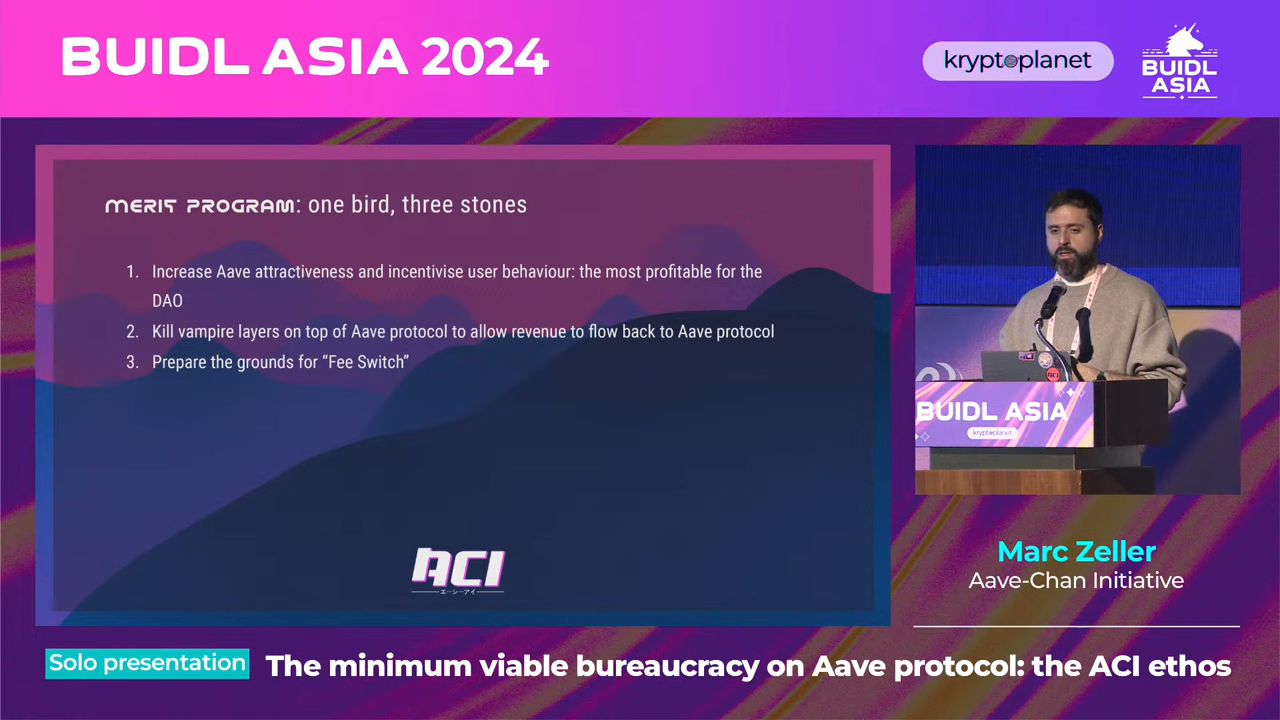 BUIDL ASIA 2024
kryptoplanet
BUIDL
ASIA
MERIT PROGRAM: one bird, three stones
1. Increase Aave attractiveness and incentivise user behaviour: the most profitable for the
DAO
2. Kill vampire layers on top of Aave protocol to allow revenue to flow back to Aave protocol
3. Prepare the grounds for “Fee Switch”
ACI
エーシーアイ
ACI
BUIDL ASIA
kryptoplanet
Marc Zeller
Aave-Chan Initiative
Solo presentation
The minimum viable bureaucracy on Aave protocol: the ACI ethos